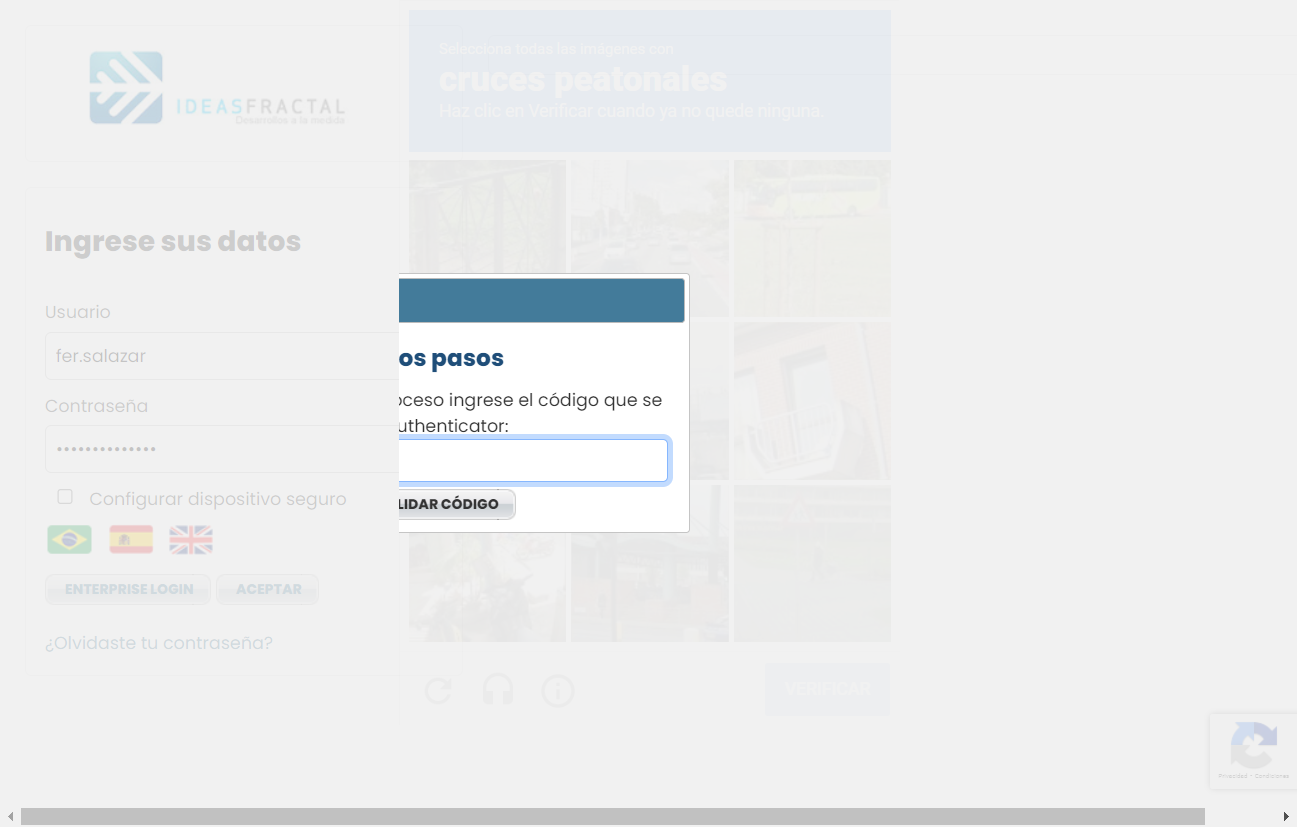 IDEASFRACTAL
Desarrollos a la medida
Ingrese sus datos
Usuario
fer.salazar
Contraseña
••••••••••••••
Configurar dispositivo seguro
ENTERPRISE LOGIN
ACEPTAR
¿Olvidaste tu contraseña?
Selecciona todas las imágenes con
cruces peatonales
Haz clic en Verificar cuando ya no quede ninguna.
os pasos
oceso ingrese el código que se
uthenticator:
LIDAR CÓDIGO
VERIFICAR
Privacidad - Condiciones